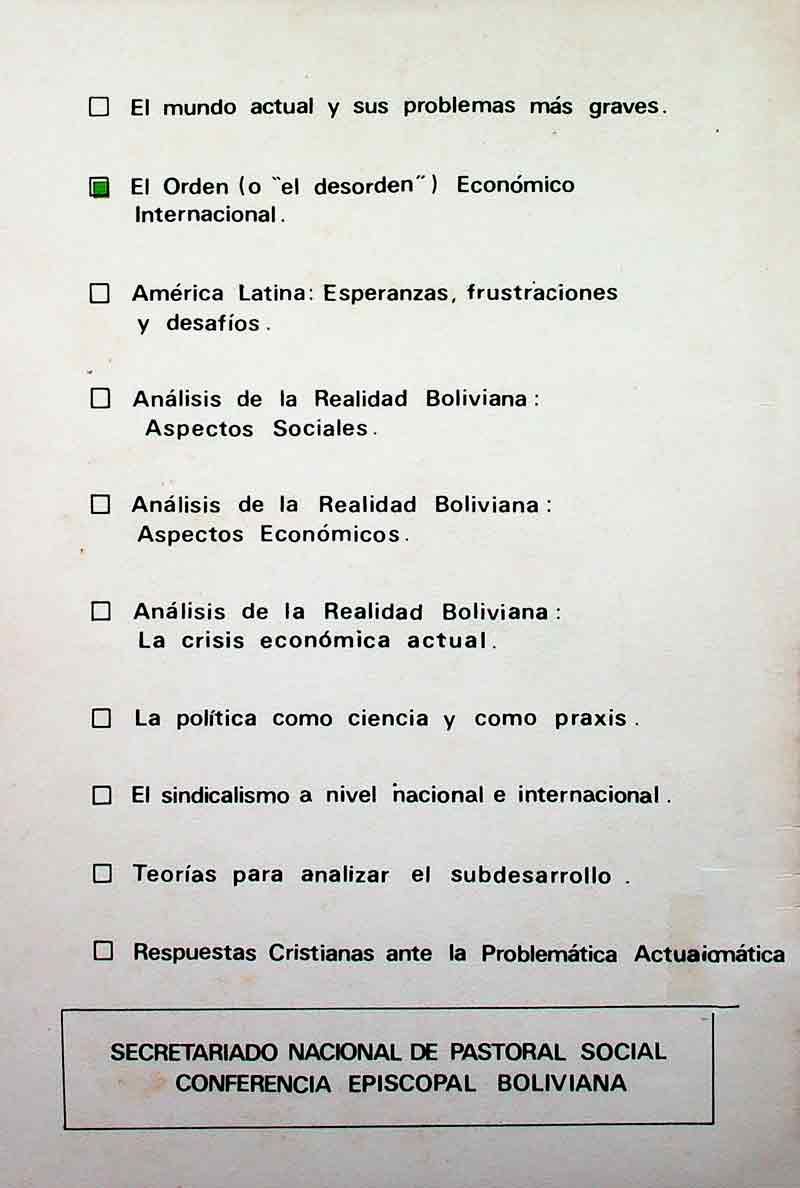 El mundo actual y sus problemas más graves.
El Orden (o "el desorden") Económico
Internacional.
América Latina: Esperanzas, frustraciones
y desafíos.
Análisis de la Realidad Boliviana:
Aspectos Sociales.
Análisis de la Realidad Boliviana:
Aspectos Económicos.
Análisis de la Realidad Boliviana:
La crisis económica actual.
La política como ciencia y como praxis.
El sindicalismo a nivel nacional e internacional.
Teorías para analizar el subdesarrollo.
Respuestas Cristianas ante la Problemática
SECRETARIADO NACIONAL DE PASTORAL SOCIAL
CONFERENCIA EPISCOPAL BOLIVIANA